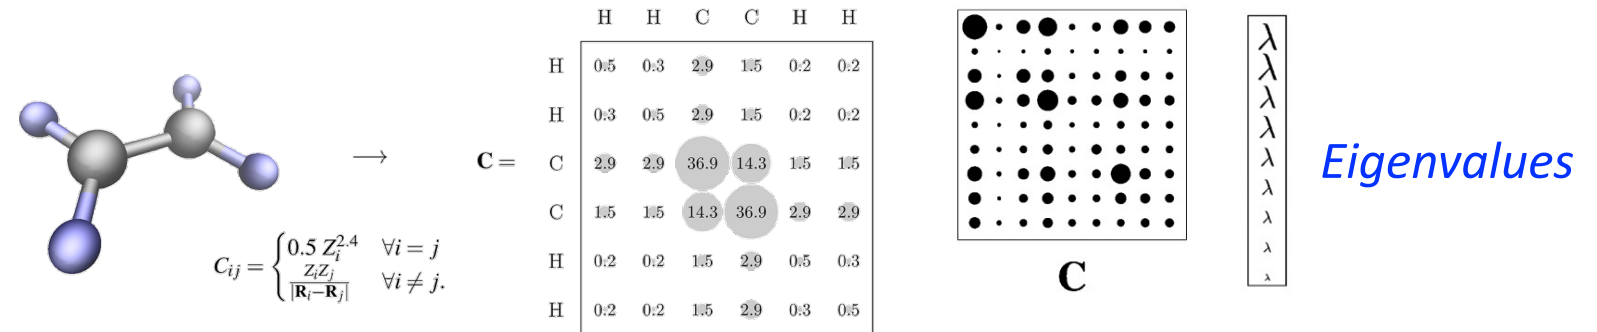 H H C C H H
H 0.5 0.3 2.9 1.5 0.2 0.2
H 0.3 0.5 2.9 1.5 0.2 0.2
→ C = C 2.9 2.9 36.9 14.3 1.5 1.5
C 1.5 1.5 14.3 36.9 2.9 2.9
H 0.2 0.2 1.5 2.9 0.5 0.3
H 0.2 0.2 1.5 2.9 0.3 0.5
C_{ij} = { 0.5 Z_i^{2.4} ∀i = j
Z_iZ_j / |R_i−R_j| ∀i ≠ j.
C
λ
λ
λ
λ
λ
λ
λ
λ
λ
Eigenvalues